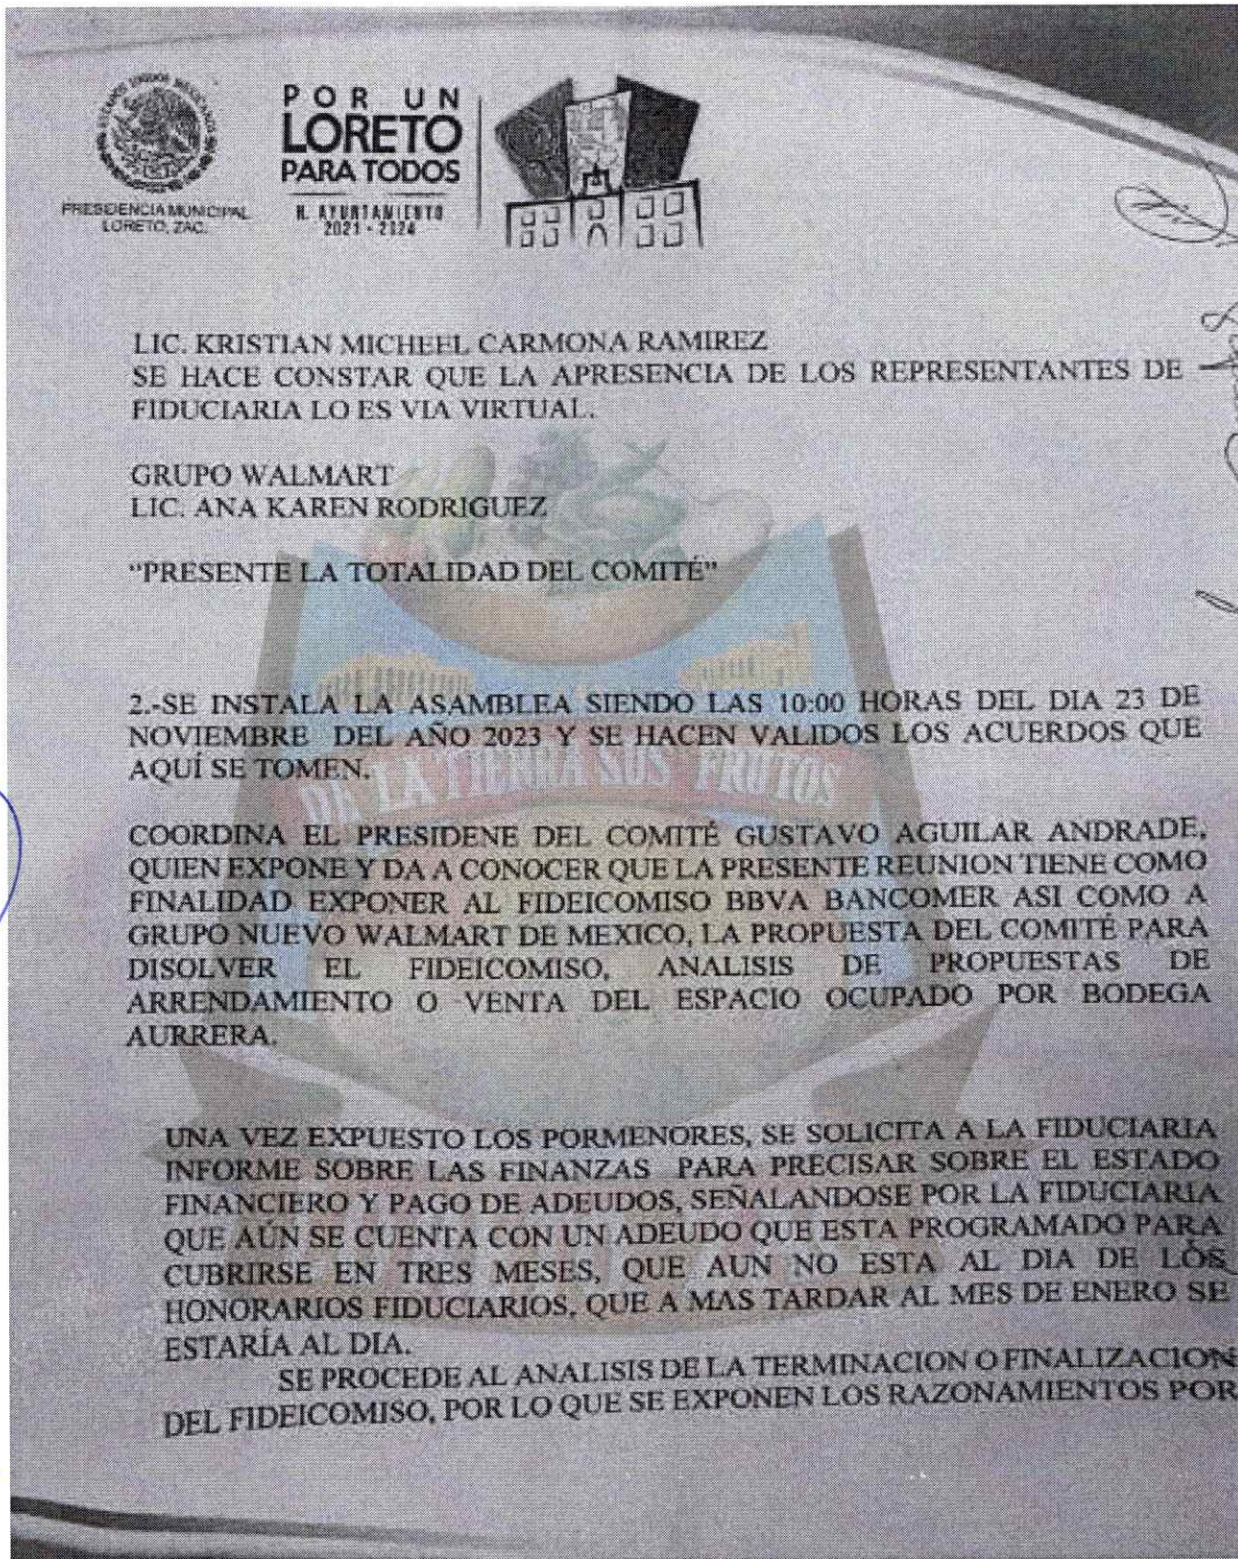 POR UN
LORETO
PARA TODOS
H. AYUNTAMIENTO
2021 - 2024
PRESIDENCIA MUNICIPAL
LORETO, ZAC.
LIC. KRISTIAN MICHEEL CARMONA RAMIREZ
SE HACE CONSTAR QUE LA APRESENCIA DE LOS REPRESENTANTES DE
FIDUCIARIA LO ES VIA VIRTUAL.
GRUPO WALMART
LIC. ANA KAREN RODRIGUEZ
“PRESENTE LA TOTALIDAD DEL COMITÉ”
2.-SE INSTALA LA ASAMBLEA SIENDO LAS 10:00 HORAS DEL DIA 23 DE
NOVIEMBRE DEL AÑO 2023 Y SE HACEN VALIDOS LOS ACUERDOS QUE
AQUÍ SE TOMEN.
DE LA TIERRA SUS FRUTOS
COORDINA EL PRESIDENE DEL COMITÉ GUSTAVO AGUILAR ANDRADE,
QUIEN EXPONE Y DA A CONOCER QUE LA PRESENTE REUNION TIENE COMO
FINALIDAD EXPONER AL FIDEICOMISO BBVA BANCOMER ASI COMO A
GRUPO NUEVO WALMART DE MEXICO, LA PROPUESTA DEL COMITÉ PARA
DISOLVER EL FIDEICOMISO, ANALISIS DE PROPUESTAS DE
ARRENDAMIENTO O VENTA DEL ESPACIO OCUPADO POR BODEGA
AURRERA.
UNA VEZ EXPUESTO LOS PORMENORES, SE SOLICITA A LA FIDUCIARIA
INFORME SOBRE LAS FINANZAS PARA PRECISAR SOBRE EL ESTADO
FINANCIERO Y PAGO DE ADEUDOS, SEÑALANDOSE POR LA FIDUCIARIA
QUE AÚN SE CUENTA CON UN ADEUDO QUE ESTA PROGRAMADO PARA
CUBRIRSE EN TRES MESES, QUE AUN NO ESTA AL DIA DE LOS
HONORARIOS FIDUCIARIOS, QUE A MAS TARDAR AL MES DE ENERO SE
ESTARÍA AL DIA.
SE PROCEDE AL ANALISIS DE LA TERMINACION O FINALIZACION
DEL FIDEICOMISO, POR LO QUE SE EXPONEN LOS RAZONAMIENTOS POR